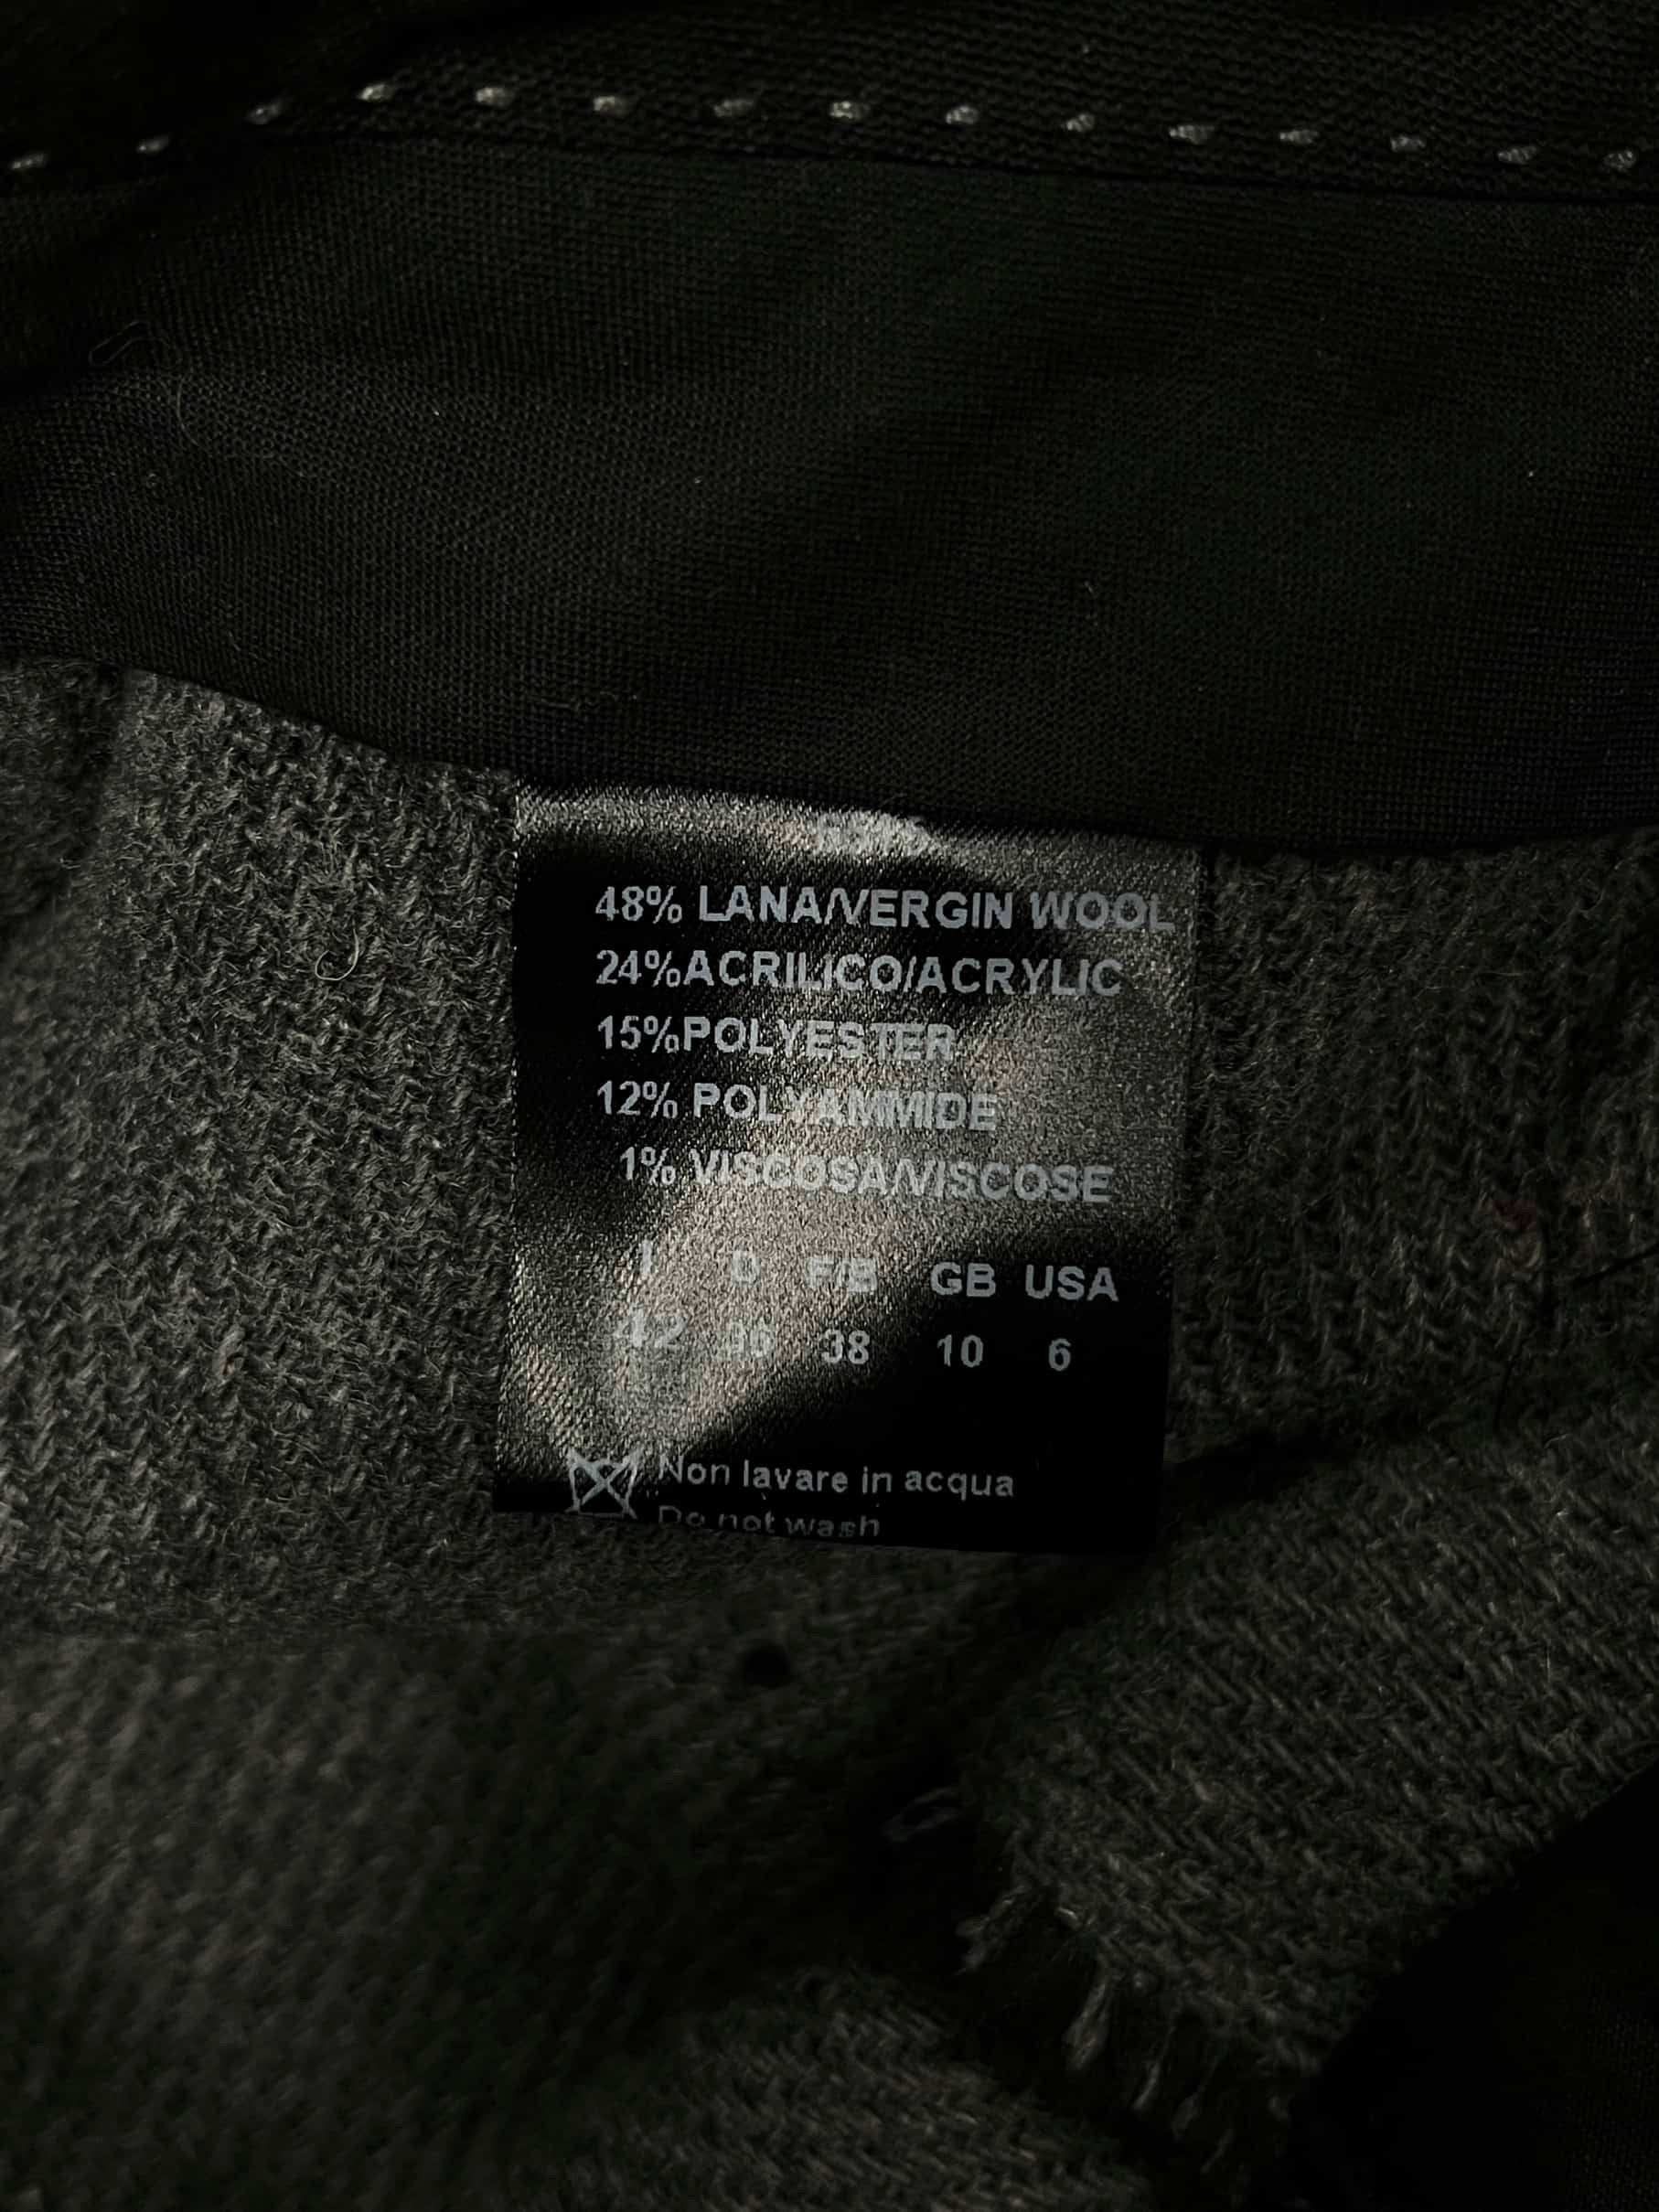 48% LANA/VERGIN WOOL
24%ACRILICO/ACRYLIC
15%POLYESTER
12% POLYAMMIDE
1% VISCOSA/VISCOSE
I D F/B GB USA
42 38 10 6
Non lavare in acqua
Do not wash